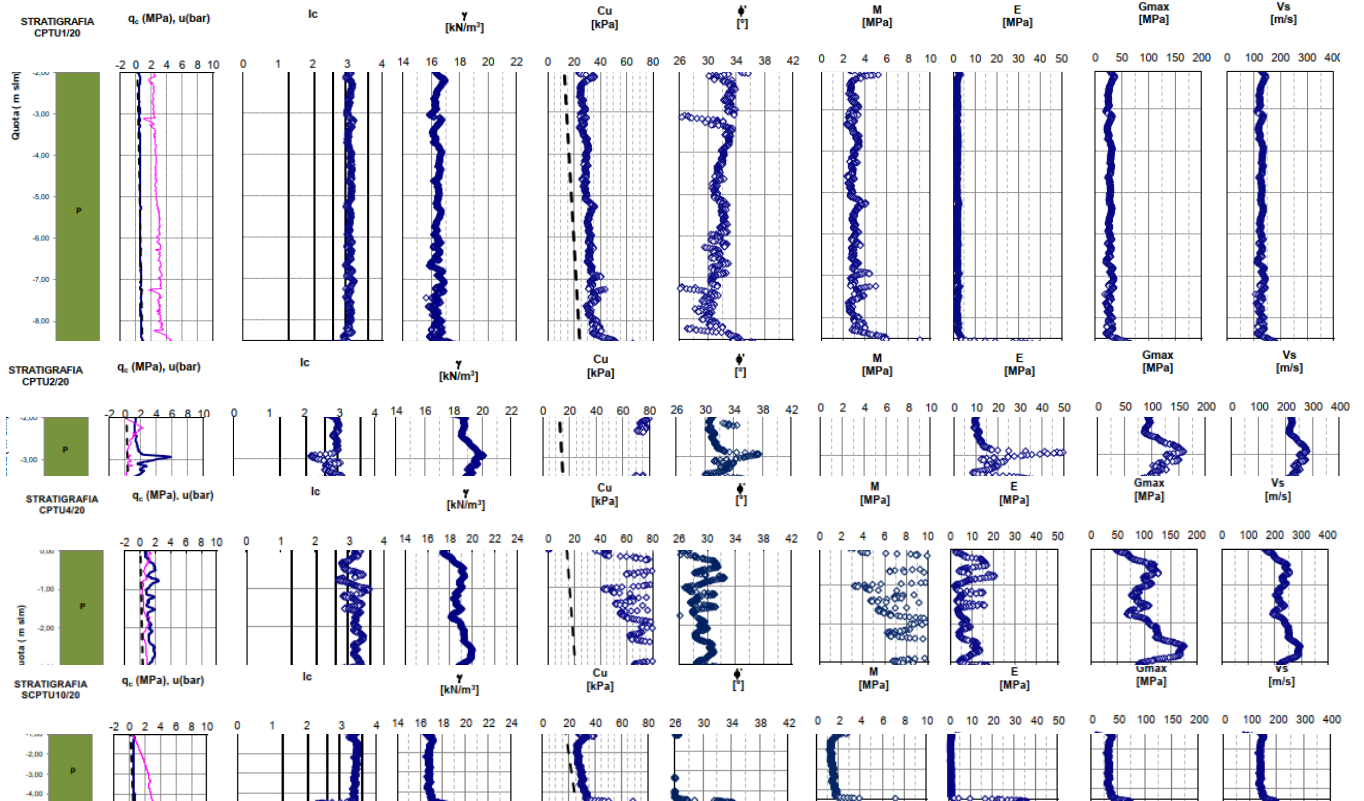 STRATIGRAFIA
CPTU1/20
qc (MPa), u(bar)
Ic
γ
[kN/m³]
Cu
[kPa]
ϕ'
[°]
M
[MPa]
E
[MPa]
Gmax
[MPa]
Vs
[m/s]
-2 0 2 4 6 8 10
0 1 2 3 4
14 16 18 20 22
0 20 40 60 80
26 30 34 38 42
0 2 4 6 8 10
0 10 20 30 40 50
0 50 100 150 200
0 100 200 300 400
Quota ( m slm)
-2,00
-3,00
-4,00
-5,00
P
-6,00
-7,00
-8,00
STRATIGRAFIA
CPTU2/20
qc (MPa), u(bar)
Ic
γ
[kN/m³]
Cu
[kPa]
ϕ'
[°]
M
[MPa]
E
[MPa]
Gmax
[MPa]
Vs
[m/s]
-2 0 2 4 6 8 10
0 1 2 3 4
14 16 18 20 22
0 20 40 60 80
26 30 34 38 42
0 2 4 6 8 10
0 10 20 30 40 50
0 50 100 150 200
0 100 200 300 400
-2,00
P
-3,00
STRATIGRAFIA
CPTU4/20
qc (MPa), u(bar)
Ic
γ
[kN/m³]
Cu
[kPa]
ϕ'
[°]
M
[MPa]
E
[MPa]
Gmax
[MPa]
Vs
[m/s]
-2 0 2 4 6 8 10
0 1 2 3 4
14 16 18 20 22 24
0 20 40 60 80
26 30 34 38 42
0 2 4 6 8 10
0 10 20 30 40 50
0 50 100 150 200
0 100 200 300 400
0,00
-1,00
P
-2,00
uota ( m slm)
STRATIGRAFIA
SCPTU10/20
qc (MPa), u(bar)
Ic
γ
[kN/m³]
Cu
[kPa]
ϕ'
[°]
M
[MPa]
E
[MPa]
Gmax
[MPa]
Vs
[m/s]
-2 0 2 4 6 8 10
0 1 2 3 4
14 16 18 20 22 24
0 20 40 60 80
26 30 34 38 42
0 2 4 6 8 10
0 10 20 30 40 50
0 50 100 150 200
0 100 200 300 400
-2,00
-3,00
P
-4,00